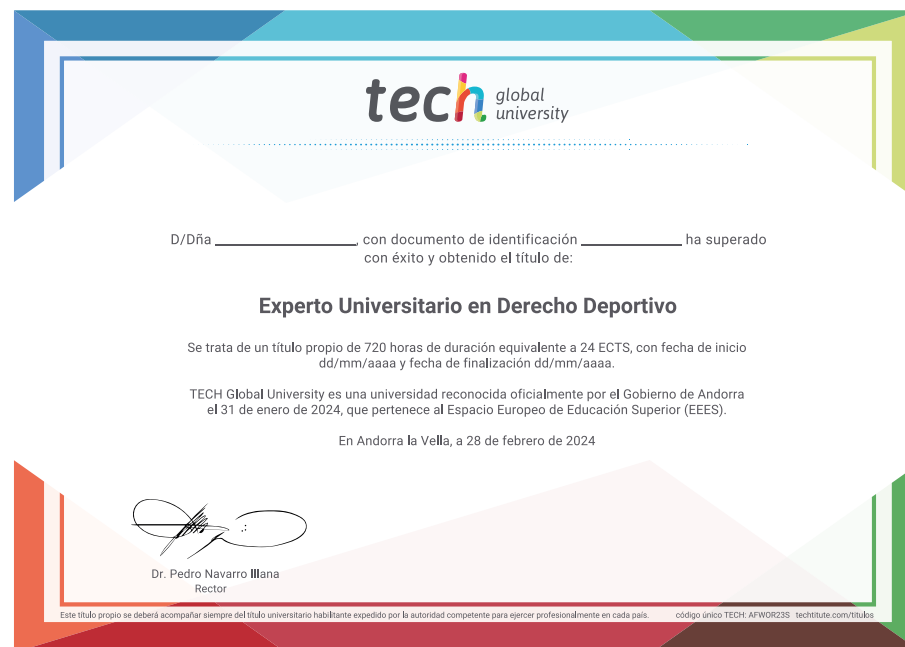 tech global
university
D/Dña ______________, con documento de identificación __________ ha superado
con éxito y obtenido el título de:
Experto Universitario en Derecho Deportivo
Se trata de un título propio de 720 horas de duración equivalente a 24 ECTS, con fecha de inicio
dd/mm/aaaa y fecha de finalización dd/mm/aaaa.
TECH Global University es una universidad reconocida oficialmente por el Gobierno de Andorra
el 31 de enero de 2024, que pertenece al Espacio Europeo de Educación Superior (EEES).
En Andorra la Vella, a 28 de febrero de 2024
Dr. Pedro Navarro Illana
Rector
Este título propio se deberá acompañar siempre del título universitario habilitante expedido por la autoridad competente para ejercer profesionalmente en cada país. código único TECH: AFWOR23S techtitute.com/titulos